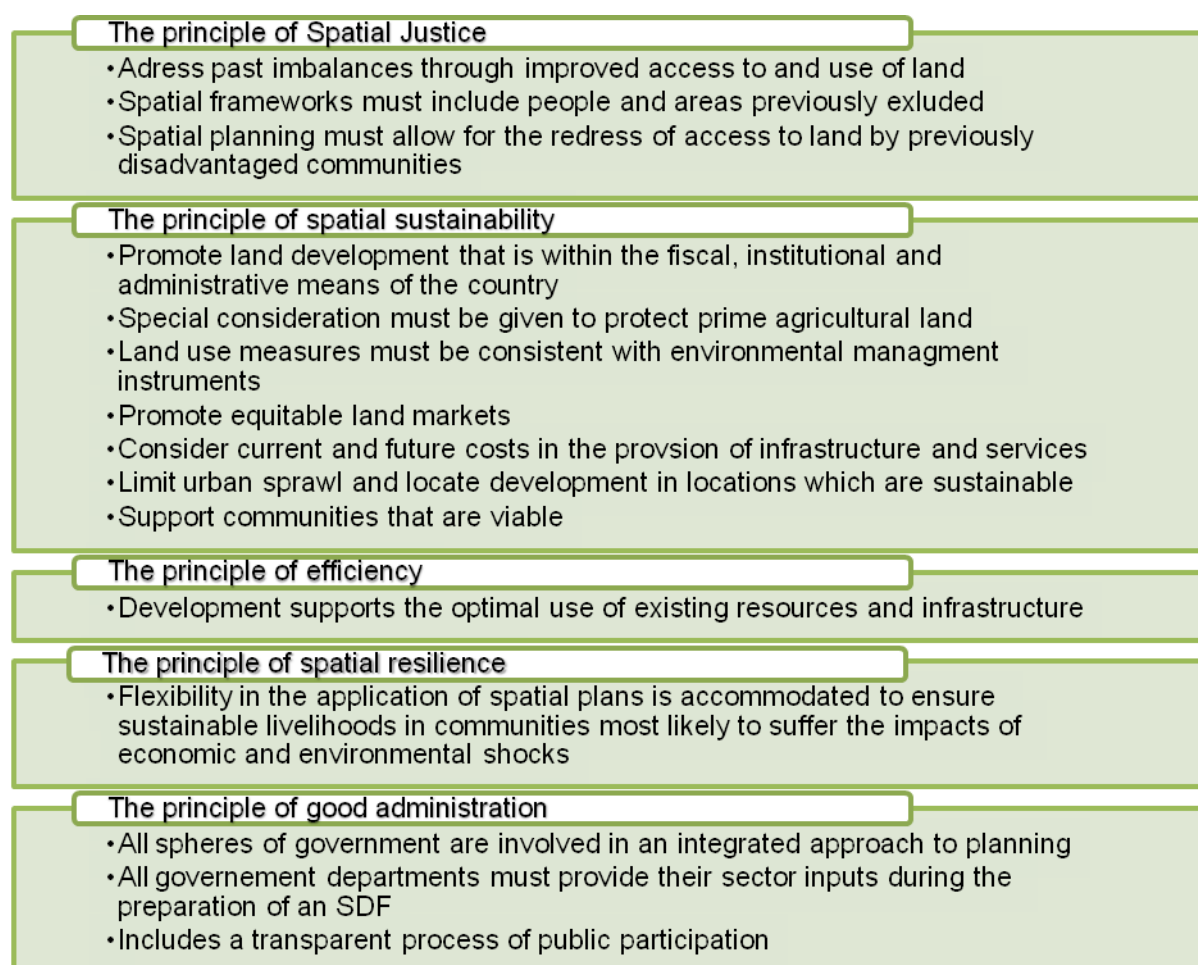 The principle of Spatial Justice
•Adress past imbalances through improved access to and use of land
•Spatial frameworks must include people and areas previously exluded
•Spatial planning must allow for the redress of access to land by previously
disadvantaged communities
The principle of spatial sustainability
•Promote land development that is within the fiscal, institutional and
administrative means of the country
•Special consideration must be given to protect prime agricultural land
•Land use measures must be consistent with environmental managment
instruments
•Promote equitable land markets
•Consider current and future costs in the provsion of infrastructure and services
•Limit urban sprawl and locate development in locations which are sustainable
•Support communities that are viable
The principle of efficiency
•Development supports the optimal use of existing resources and infrastructure
The principle of spatial resilience
•Flexibility in the application of spatial plans is accommodated to ensure
sustainable livelihoods in communities most likely to suffer the impacts of
economic and environmental shocks
The principle of good administration
•All spheres of government are involved in an integrated approach to planning
•All governement departments must provide their sector inputs during the
preparation of an SDF
•Includes a transparent process of public participation